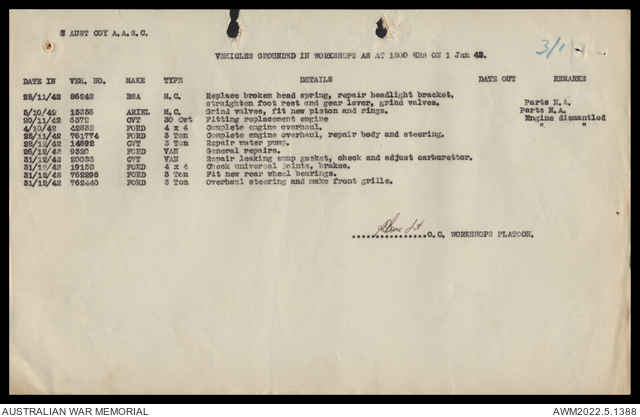 7 AUST COY A.A.S.C.
3/1
VEHICLES GROUNDED IN WORKSHOPS AS AT 1200 HRS ON 1 Jan 43.
DATE IN VEH. NO. MAKE TYPE DETAILS DATE OUT REMARKS
25/11/42 86242 BSA M.C. Replace broken head spring, repair headlight bracket,
straighten foot rest and gear lever, grind valves. Parts N.A.
5/10/42 15356 ARIEL M.C. Grind valves, fit new piston and rings. Parts N.A.
20/11/42 5372 CVT 30 Cwt Fitting replacement engine Engine dismantled
4/10/42 42632 FORD 4 x 4 Complete engine overhaul. " "
25/11/42 761774 FORD 3 Ton Complete engine overhaul, repair body and steering.
28/12/42 14592 CVT 3 Ton Repair water pump.
28/12/42 9320 FORD VAN General repairs.
31/12/42 20033 CVT VAN Repair leaking sump gasket, check and adjust carburettor.
31/12/42 19158 FORD 4 x 4 Check universal joints, brakes.
31/12/42 762298 FORD 3 Ton Fit new rear wheel bearings.
31/12/42 762440 FORD 3 Ton Overhaul steering and make front grille.
Lt
................O.C. WORKSHOPS PLATOON.
AUSTRALIAN WAR MEMORIAL AWM2022.5.1388